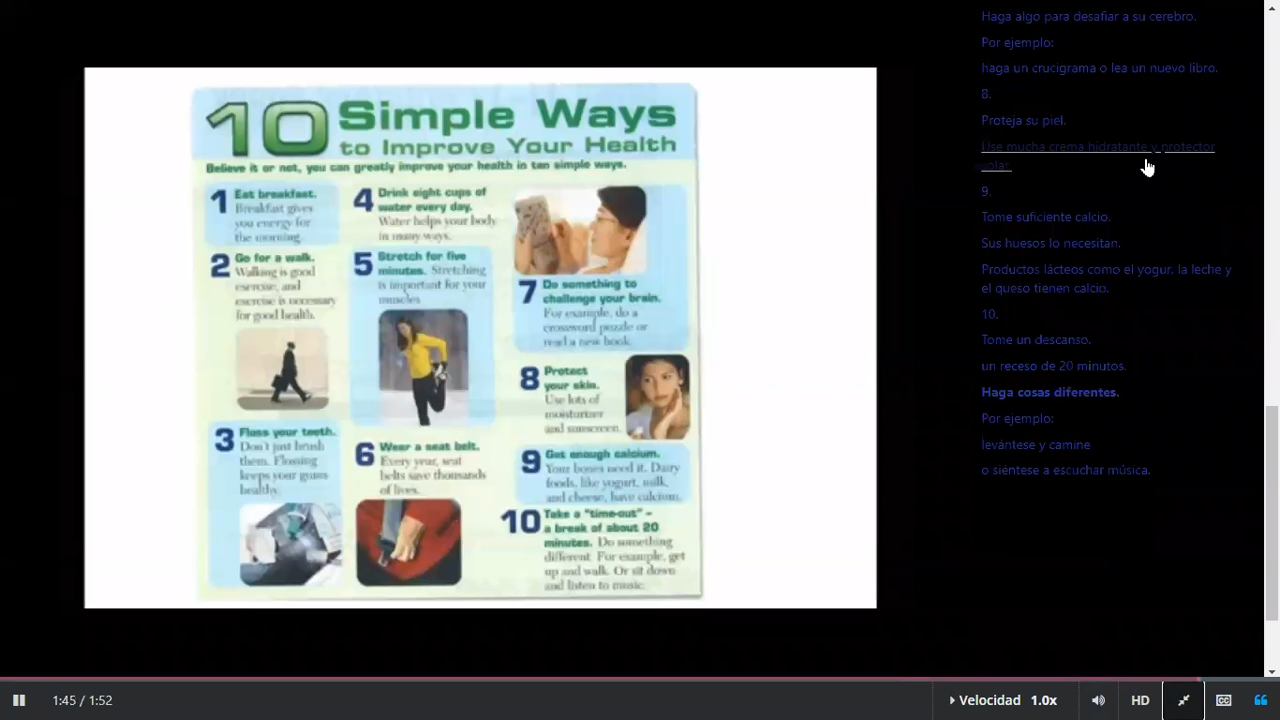 10 Simple Ways
to Improve Your Health
Believe it or not, you can greatly improve your health in ten simple ways.
1 Eat breakfast.
Breakfast gives
you energy for
the morning.
2 Go for a walk.
Walking is good
exercise, and
exercise is necessary
for good health.
3 Floss your teeth.
Don't just brush
them. Flossing
keeps your gums
healthy.
4 Drink eight cups of
water every day.
Water helps your body
in many ways.
5 Stretch for five
minutes. Stretching
is important for your
muscles.
6 Wear a seat belt.
Every year, seat
belts save thousands
of lives.
7 Do something to
challenge your brain.
For example, do a
crossword puzzle or
read a new book.
8 Protect
your skin.
Use lots of
moisturizer
and sunscreen.
9 Get enough calcium.
Your bones need it. Dairy
foods, like yogurt, milk,
and cheese, have calcium.
10 Take a "time-out" –
a break of about 20
minutes. Do something
different. For example, get
up and walk. Or sit down
and listen to music.
Haga algo para desafiar a su cerebro.
Por ejemplo:
haga un crucigrama o lea un nuevo libro.
8.
Proteja su piel.
Use mucha crema hidratante y protector
solar.
9.
Tome suficiente calcio.
Sus huesos lo necesitan.
Productos lácteos como el yogur, la leche y
el queso tienen calcio.
10.
Tome un descanso.
un receso de 20 minutos.
Haga cosas diferentes.
Por ejemplo:
levántese y camine
o siéntese a escuchar música.
1:45 / 1:52
Velocidad 1.0x
HD
CC